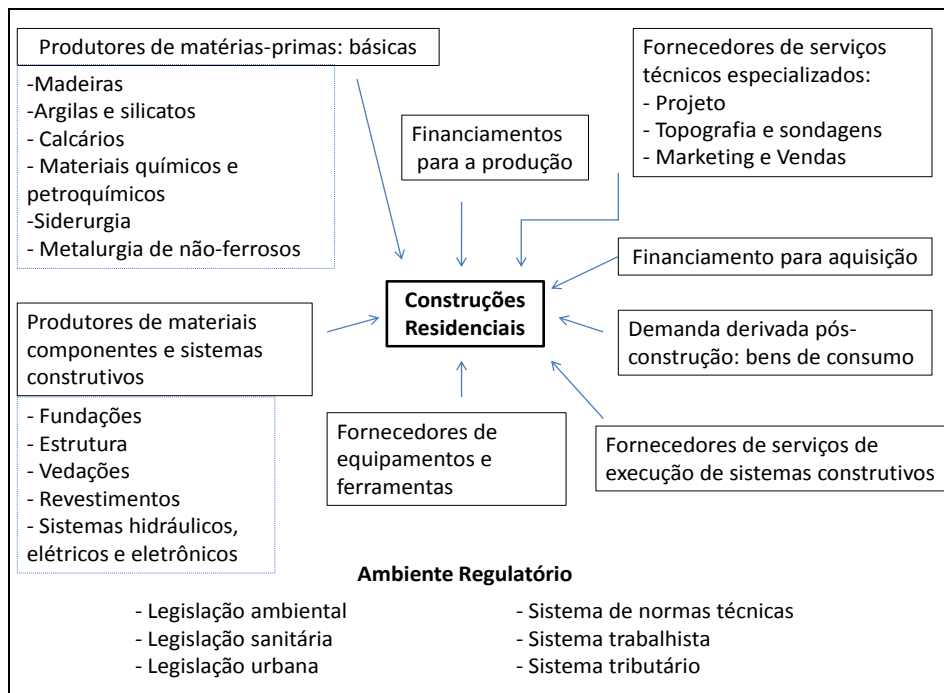 Produtores de matérias-primas: básicas
-Madeiras
-Argilas e silicatos
- Calcários
- Materiais químicos e
petroquímicos
-Siderurgia
- Metalurgia de não-ferrosos
Financiamentos
para a produção
Fornecedores de serviços
técnicos especializados:
- Projeto
- Topografia e sondagens
- Marketing e Vendas
Financiamento para aquisição
Construções
Residenciais
Produtores de materiais
componentes e sistemas
construtivos
- Fundações
- Estrutura
- Vedações
- Revestimentos
- Sistemas hidráulicos,
elétricos e eletrônicos
Demanda derivada pós-
construção: bens de consumo
Fornecedores de
equipamentos e
ferramentas
Fornecedores de serviços de
execução de sistemas construtivos
Ambiente Regulatório
- Legislação ambiental
- Legislação sanitária
- Legislação urbana
- Sistema de normas técnicas
- Sistema trabalhista
- Sistema tributário